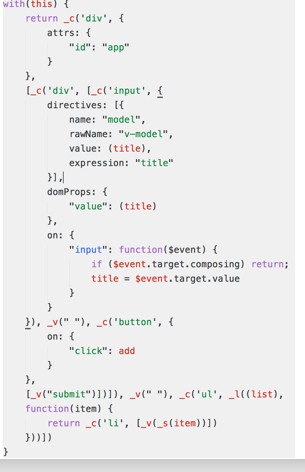 with(this) {
return _c('div', {
attrs: {
"id": "app"
}
},
[_c('div', [_c('input', {
directives: [{
name: "model",
rawName: "v-model",
value: (title),
expression: "title"
}],
domProps: {
"value": (title)
},
on: {
"input": function($event) {
if ($event.target.composing) return;
title = $event.target.value
}
}
}), _v(" "), _c('button', {
on: {
"click": add
}
},
[_v("submit")])]), _v(" "), _c('ul', _l((list),
function(item) {
return _c('li', [_v(_s(item))])
}))])
}